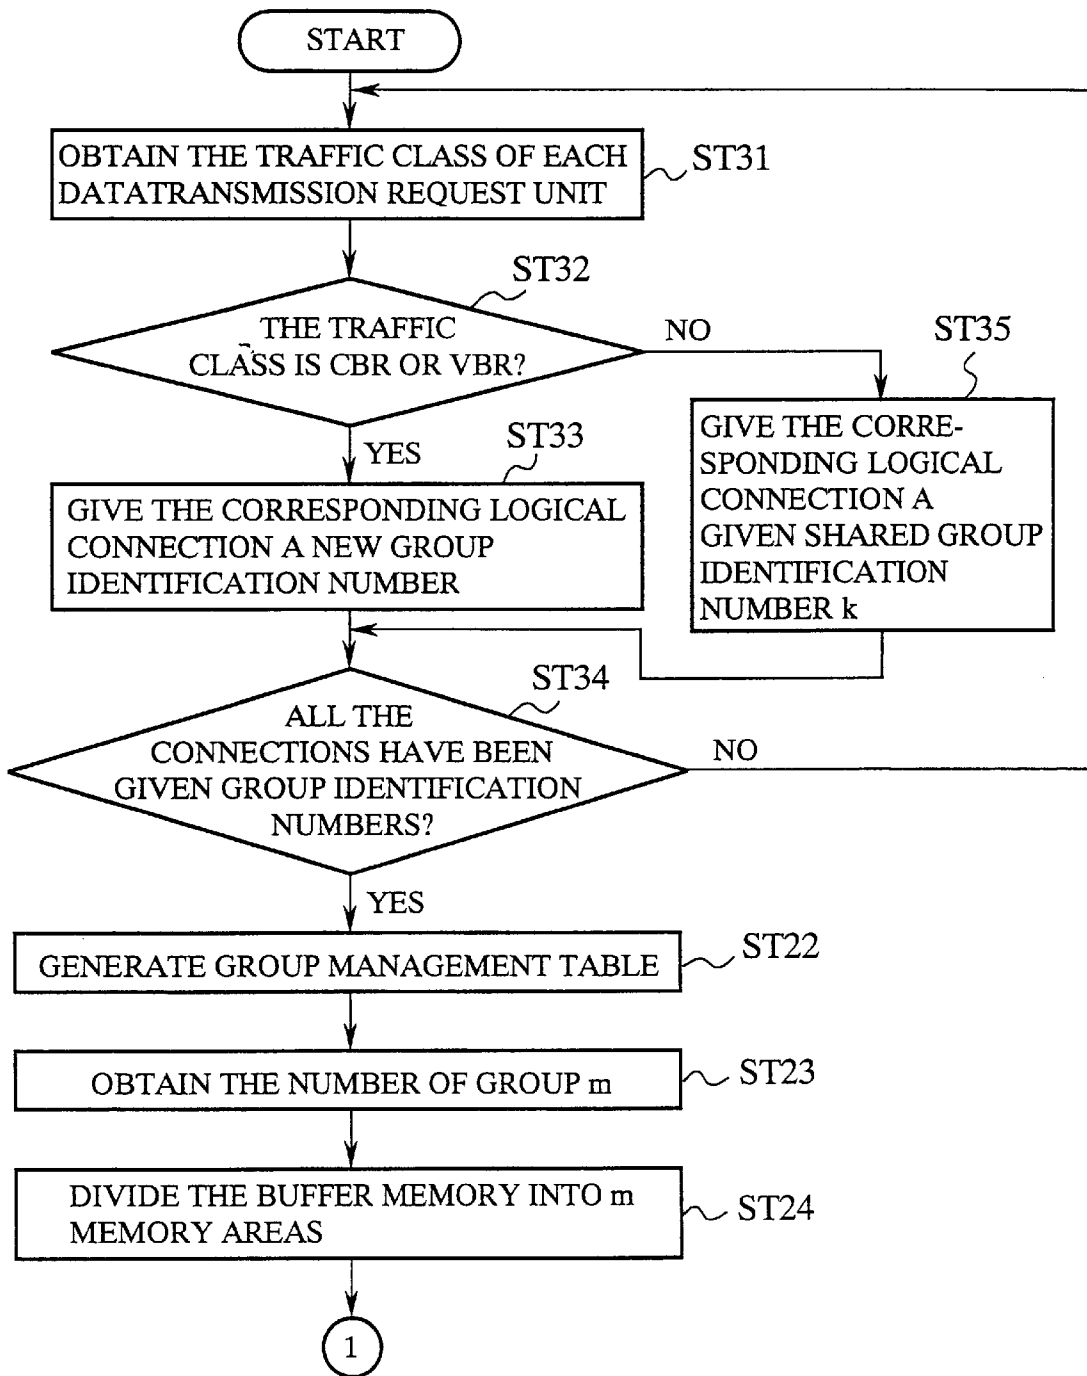 START
OBTAIN THE TRAFFIC CLASS OF EACH
DATATRANSMISSION REQUEST UNIT
ST31
ST32
THE TRAFFIC
CLASS IS CBR OR VBR?
NO
YES
ST35
GIVE THE CORRE-
SPONDING LOGICAL
CONNECTION A
GIVEN SHARED GROUP
IDENTIFICATION
NUMBER k
ST33
GIVE THE CORRESPONDING LOGICAL
CONNECTION A NEW GROUP
IDENTIFICATION NUMBER
ST34
ALL THE
CONNECTIONS HAVE BEEN
GIVEN GROUP IDENTIFICATION
NUMBERS?
NO
YES
GENERATE GROUP MANAGEMENT TABLE
ST22
OBTAIN THE NUMBER OF GROUP m
ST23
DIVIDE THE BUFFER MEMORY INTO m
MEMORY AREAS
ST24
1